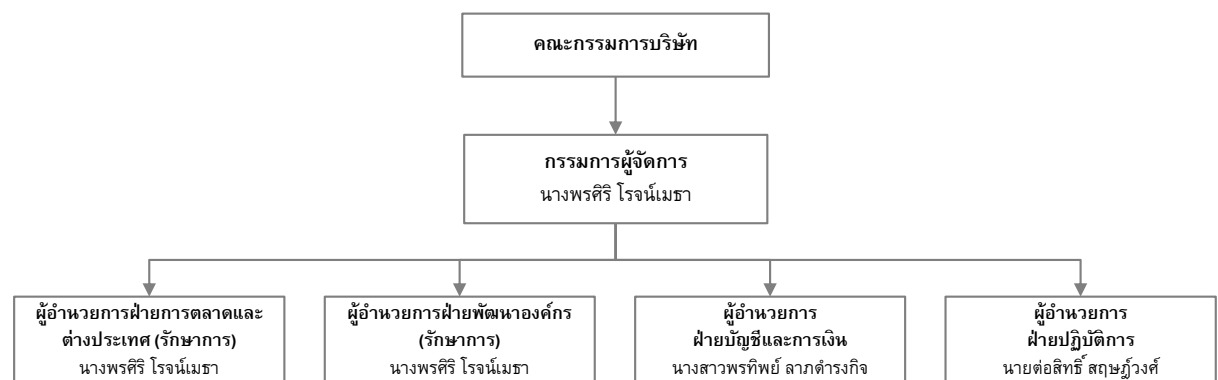 คณะกรรมการบริษัท
กรรมการผู้จัดการ
นางพรศิริ โรจน์เมธา
ผู้อำนวยการฝ่ายการตลาดและ
ต่างประเทศ (รักษาการ)
นางพรศิริ โรจน์เมธา
ผู้อำนวยการฝ่ายพัฒนาองค์กร
(รักษาการ)
นางพรศิริ โรจน์เมธา
ผู้อำนวยการ
ฝ่ายบัญชีและการเงิน
นางสาวพรทิพย์ ลาภดำรงกิจ
ผู้อำนวยการ
ฝ่ายปฏิบัติการ
นายต่อสิทธิ์ สฤษฎ์วงศ์